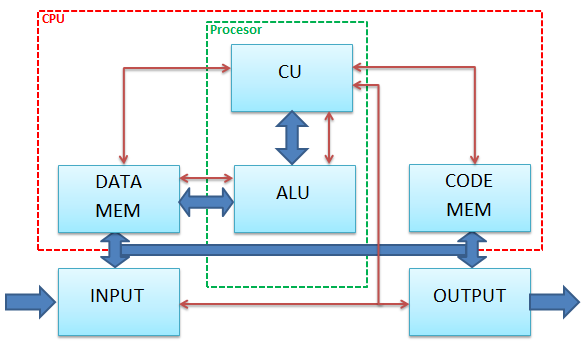 CPU
Procesor
CU
DATA
MEM
ALU
CODE
MEM
INPUT
OUTPUT